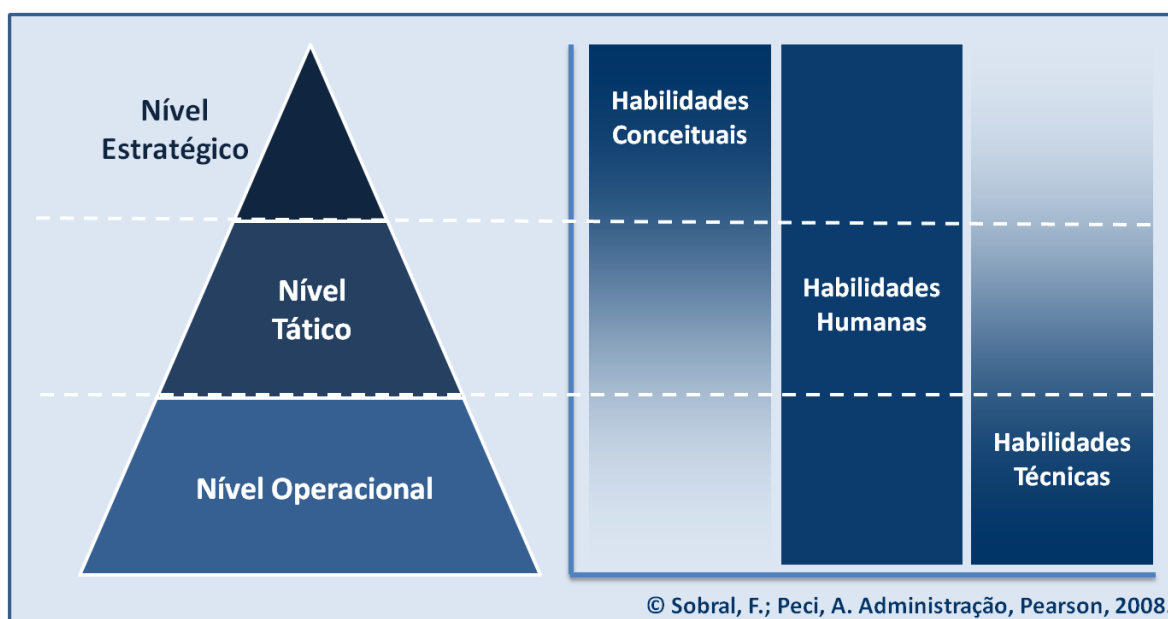 Nível
Estratégico
Nível
Tático
Nível Operacional
Habilidades
Conceituais
Habilidades
Humanas
Habilidades
Técnicas
© Sobral, F.; Peci, A. Administração, Pearson, 2008.